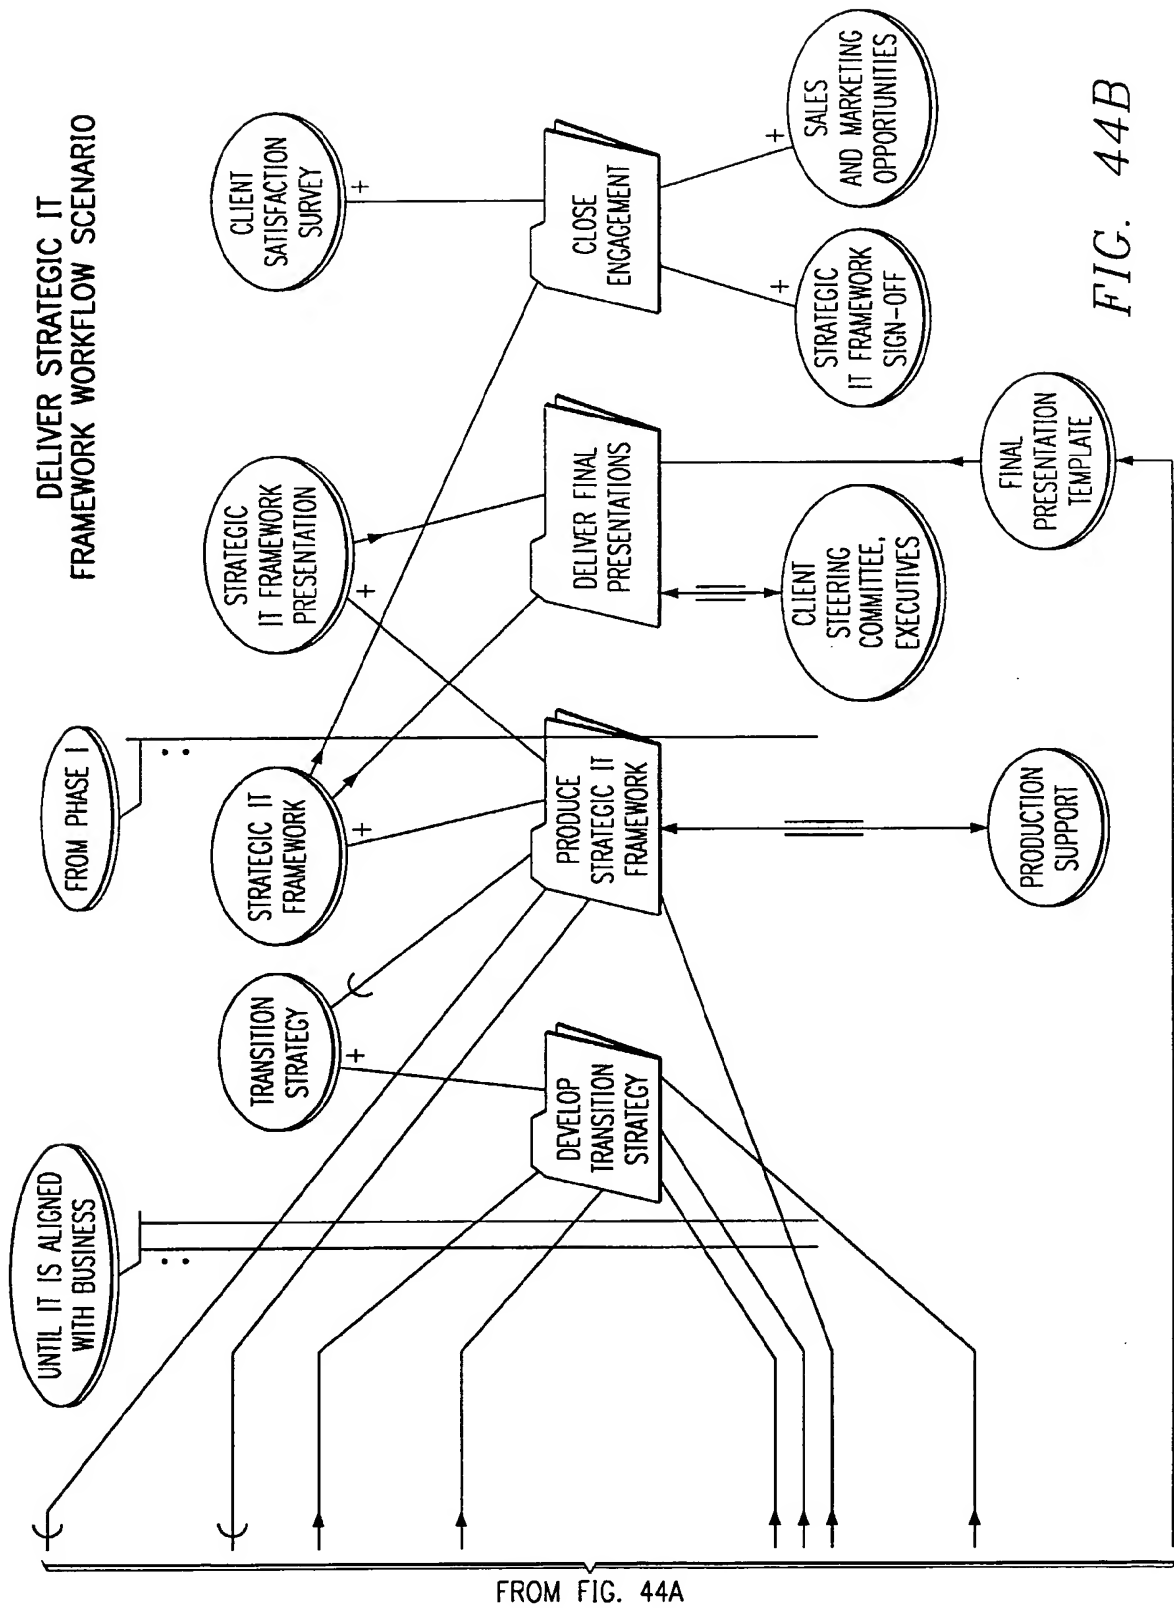 DELIVER STRATEGIC IT
FRAMEWORK WORKFLOW SCENARIO
UNTIL IT IS ALIGNED
WITH BUSINESS
FROM PHASE I
TRANSITION
STRATEGY
STRATEGIC IT
FRAMEWORK
STRATEGIC
IT FRAMEWORK
PRESENTATION
CLIENT
SATISFACTION
SURVEY
DEVELOP
TRANSITION
STRATEGY
PRODUCE
STRATEGIC IT
FRAMEWORK
DELIVER FINAL
PRESENTATIONS
CLOSE
ENGAGEMENT
CLIENT
STEERING
COMMITTEE,
EXECUTIVES
STRATEGIC
IT FRAMEWORK
SIGN-OFF
SALES
AND MARKETING
OPPORTUNITIES
PRODUCTION
SUPPORT
FINAL
PRESENTATION
TEMPLATE
FROM FIG. 44A
FIG. 44B